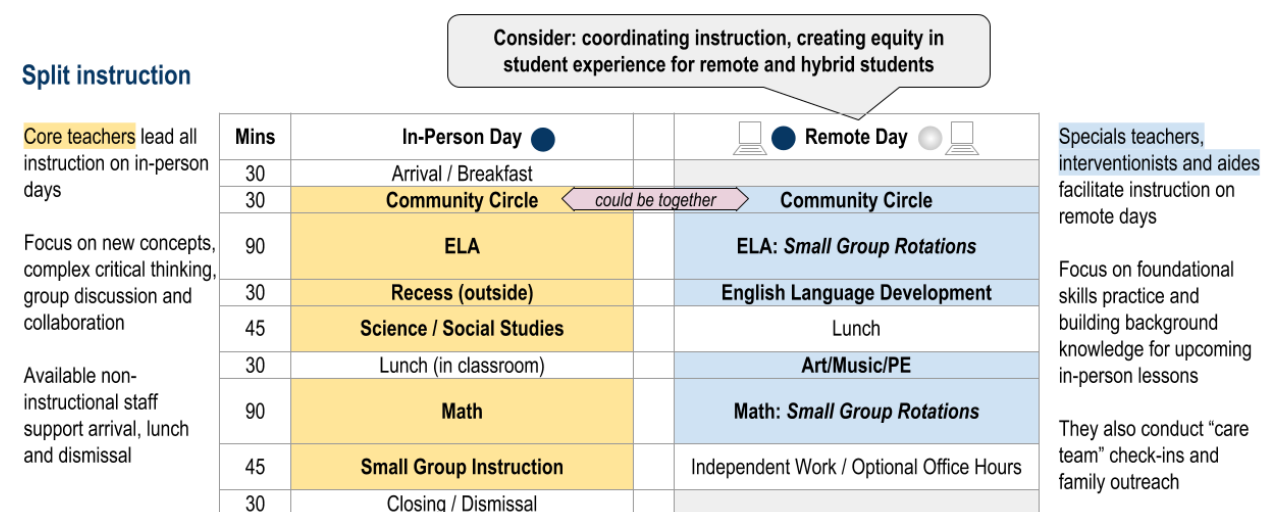 Consider: coordinating instruction, creating equity in
student experience for remote and hybrid students
Split instruction
Core teachers lead all
instruction on in-person
days
Focus on new concepts,
complex critical thinking,
group discussion and
collaboration
Available non-
instructional staff
support arrival, lunch
and dismissal
Mins In-Person Day Remote Day
30 Arrival / Breakfast
30 Community Circle could be together Community Circle
90 ELA ELA: Small Group Rotations
30 Recess (outside) English Language Development
45 Science / Social Studies Lunch
30 Lunch (in classroom) Art/Music/PE
90 Math Math: Small Group Rotations
45 Small Group Instruction Independent Work / Optional Office Hours
30 Closing / Dismissal
Specials teachers,
interventionists and aides
facilitate instruction on
remote days
Focus on foundational
skills practice and
building background
knowledge for upcoming
in-person lessons
They also conduct “care
team” check-ins and
family outreach